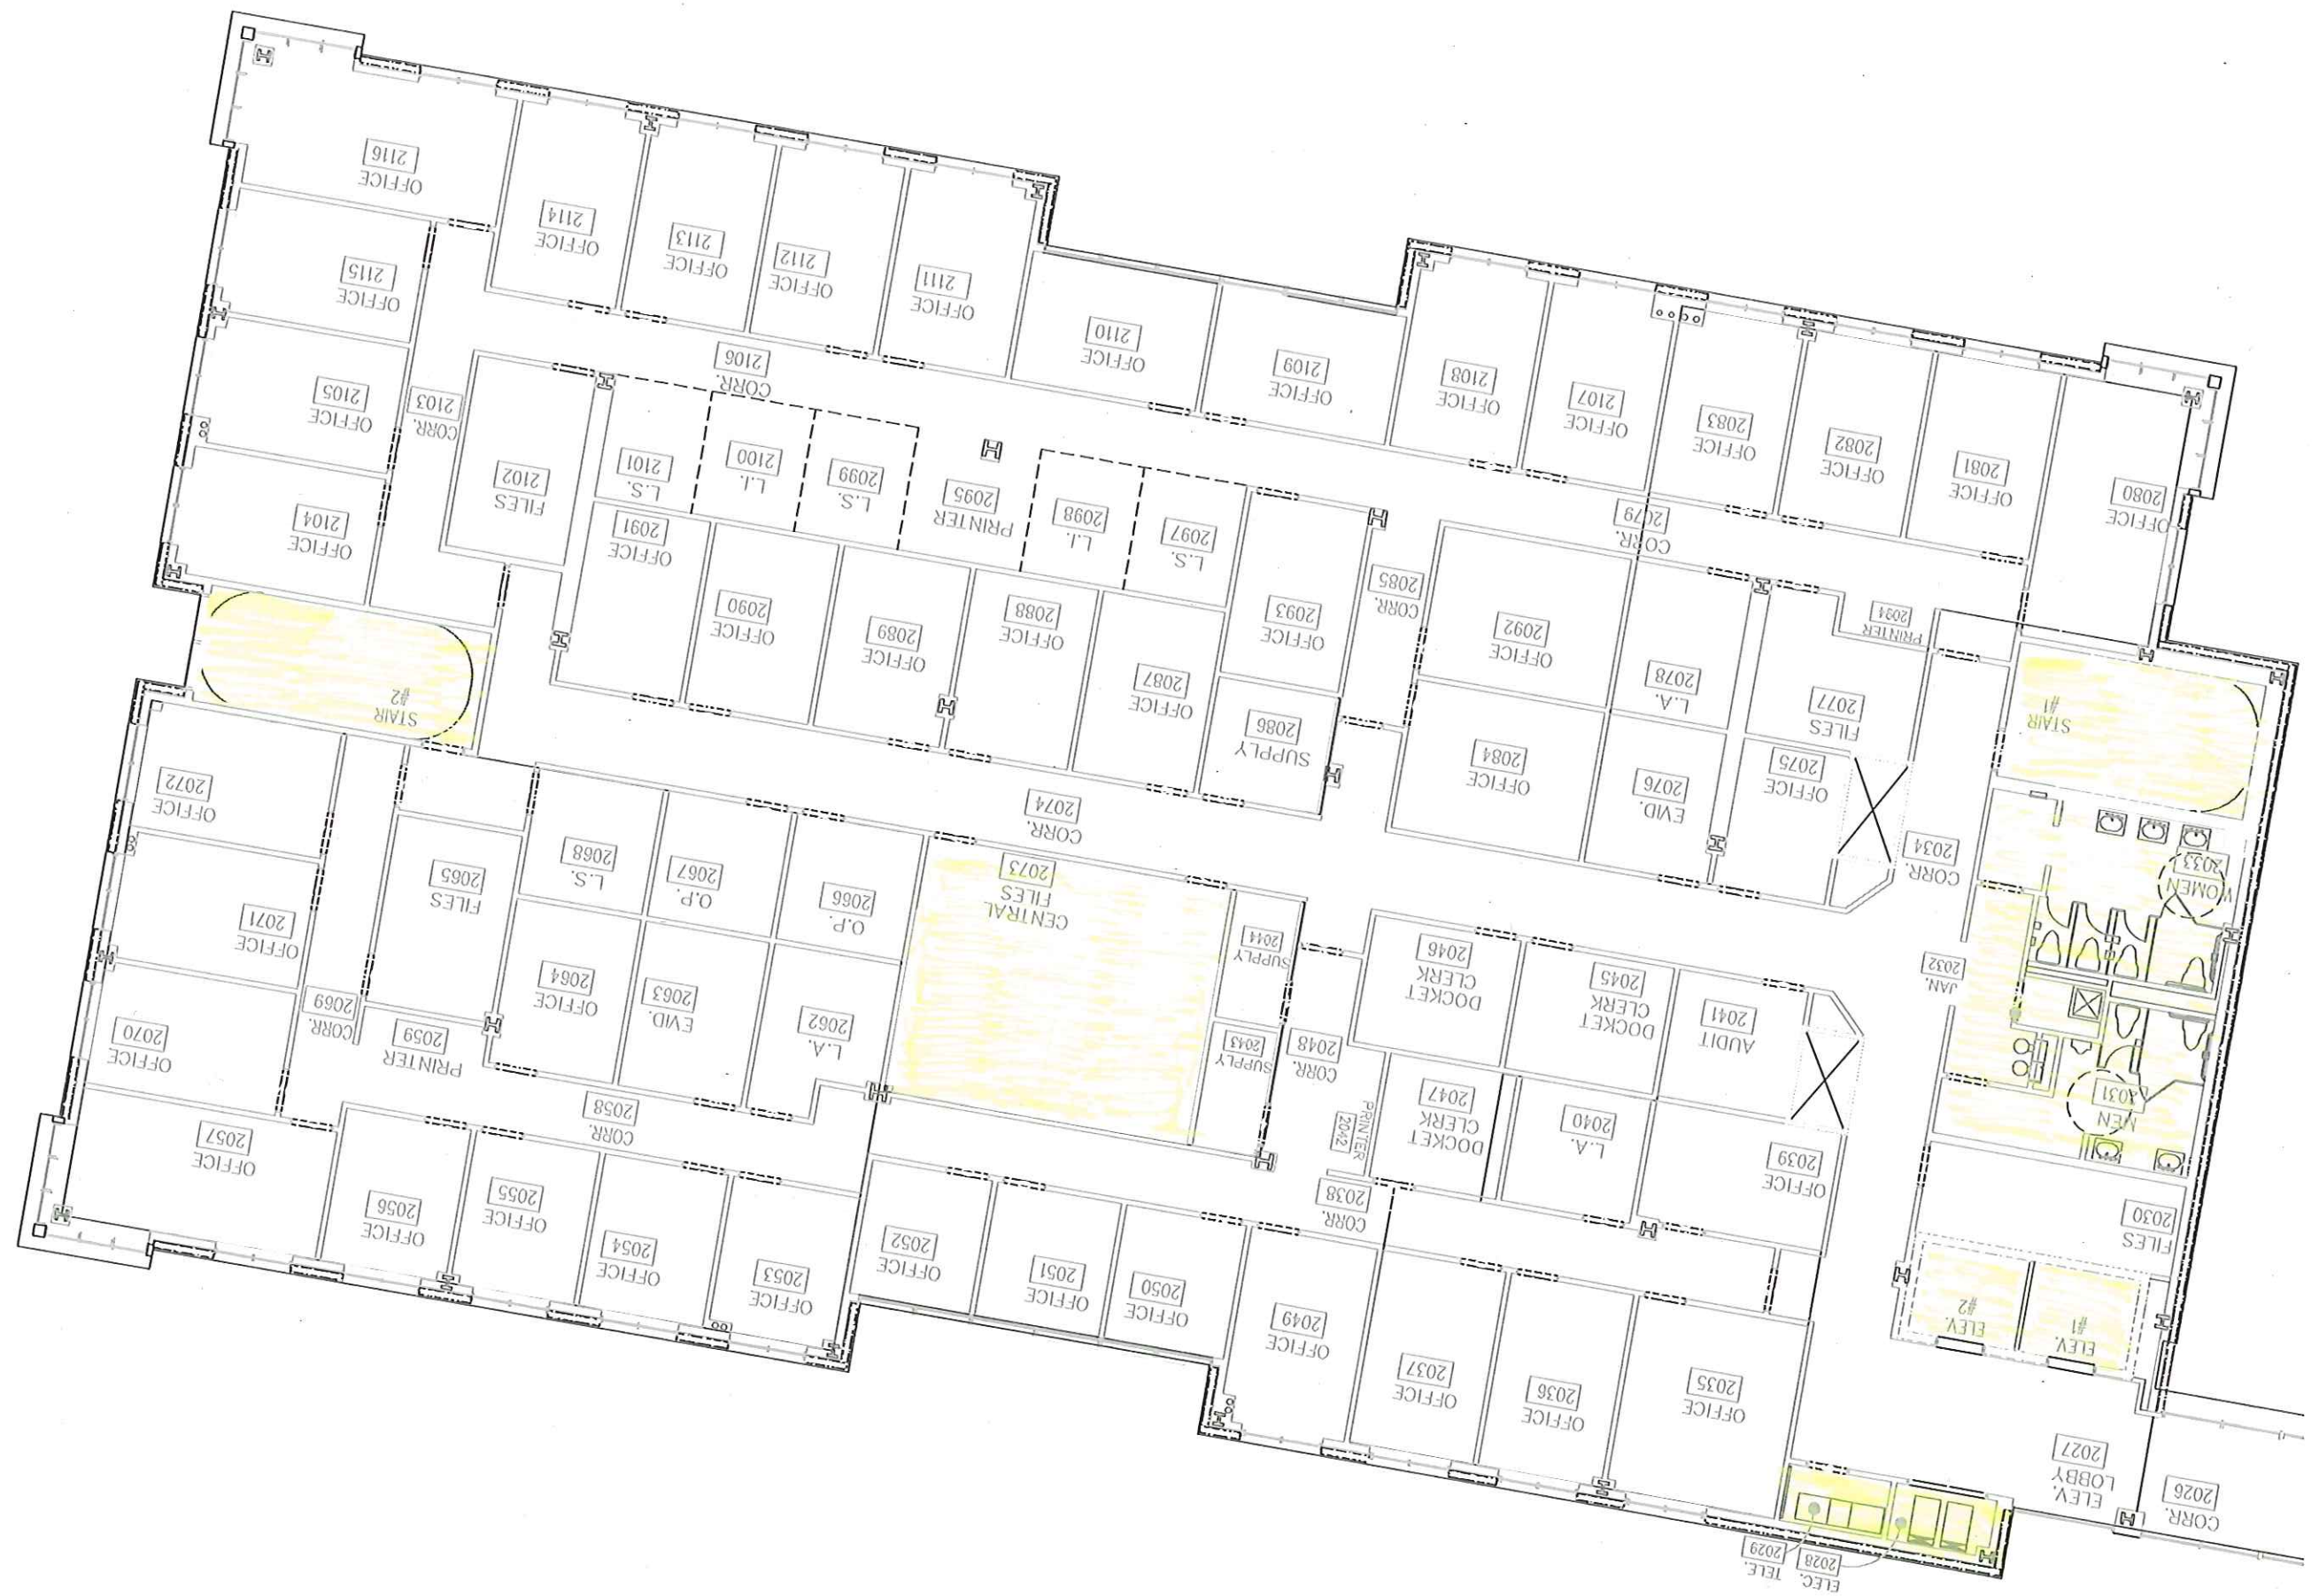 ELEC.
2028
TELE.
2029
CORR.
2026
ELEV.
LOBBY
2027
OFFICE
2035
OFFICE
2036
OFFICE
2037
OFFICE
2049
OFFICE
2050
OFFICE
2051
OFFICE
2052
OFFICE
2053
OFFICE
2054
OFFICE
2055
OFFICE
2056
OFFICE
2057
ELEV.
#1
ELEV.
#2
FILES
2030
MEN
2031
JAN.
2032
WOMEN
2033
CORR.
2034
OFFICE
2039
L.A.
2040
AUDIT
2041
CORR.
2038
PRINTER
2042
DOCKET
CLERK
2047
DOCKET
CLERK
2045
DOCKET
CLERK
2046
CORR.
2048
SUPPLY
2043
SUPPLY
2044
CENTRAL
FILES
2073
CORR.
2058
PRINTER
2059
L.A.
2062
EVID.
2063
OFFICE
2064
FILES
2065
O.P.
2066
O.P.
2067
L.S.
2068
CORR.
2069
OFFICE
2070
OFFICE
2071
OFFICE
2072
CORR.
2074
STAIR
#1
STAIR
#2
OFFICE
2075
EVID.
2076
FILES
2077
L.A.
2078
OFFICE
2084
OFFICE
2092
CORR.
2085
SUPPLY
2086
OFFICE
2093
OFFICE
2087
OFFICE
2088
OFFICE
2089
OFFICE
2090
OFFICE
2091
PRINTER
2094
CORR.
2079
L.S.
2097
L.I.
2098
PRINTER
2095
L.S.
2099
L.I.
2100
L.S.
2101
FILES
2102
CORR.
2103
OFFICE
2104
OFFICE
2105
CORR.
2106
OFFICE
2080
OFFICE
2081
OFFICE
2082
OFFICE
2083
OFFICE
2107
OFFICE
2108
OFFICE
2109
OFFICE
2110
OFFICE
2111
OFFICE
2112
OFFICE
2113
OFFICE
2114
OFFICE
2115
OFFICE
2116